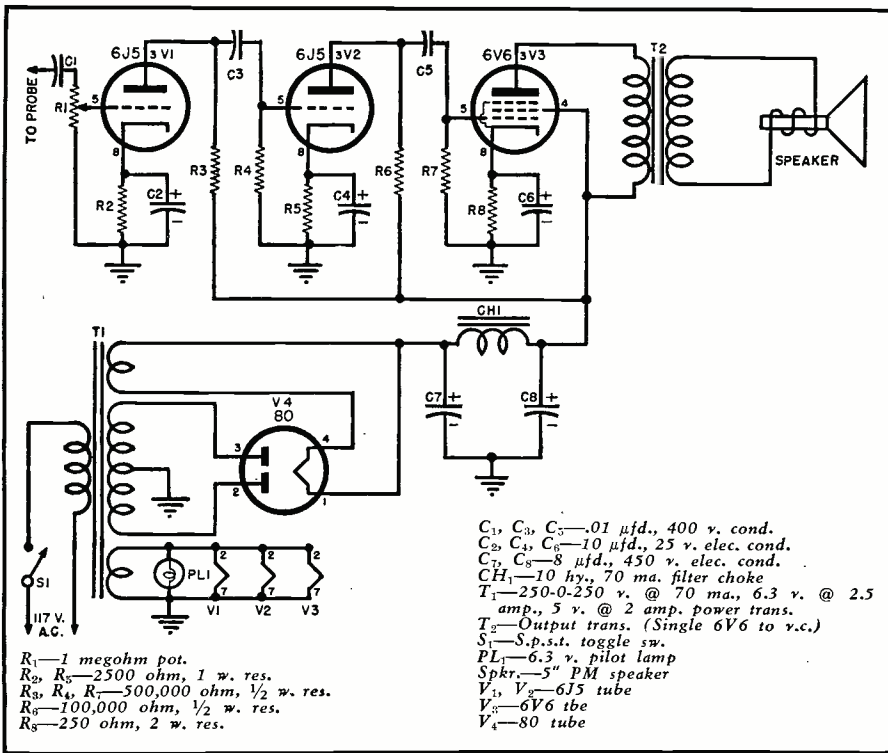 6J5 3 V1
C1
TO PROBE
R1
5
8
R2
C2 +
−
C3
R3
R4
6J5 3 V2
5
8
R5
C4 +
−
C5
R6
R7
6V6 3 V3
5
4
8
R8
C6 +
−
T2
SPEAKER
CH1
C7 +
−
C8 +
−
T1
V4
80
3
2
4
1
S1
117 V.
A.C.
PL1
2
7
V1
2
7
V2
2
7
V3
R1—1 megohm pot.
R2, R5—2500 ohm, 1 w. res.
R3, R4, R7—500,000 ohm, ½ w. res.
R6—100,000 ohm, ½ w. res.
R8—250 ohm, 2 w. res.
C1, C3, C5—.01 μfd., 400 v. cond.
C2, C4, C6—10 μfd., 25 v. elec. cond.
C7, C8—8 μfd., 450 v. elec. cond.
CH1—10 hy., 70 ma. filter choke
T1—250-0-250 v. @ 70 ma., 6.3 v. @ 2.5
amp., 5 v. @ 2 amp. power trans.
T2—Output trans. (Single 6V6 to v.c.)
S1—S.p.s.t. toggle sw.
PL1—6.3 v. pilot lamp
Spkr.—5" PM speaker
V1, V2—6J5 tube
V3—6V6 tbe
V4—80 tube